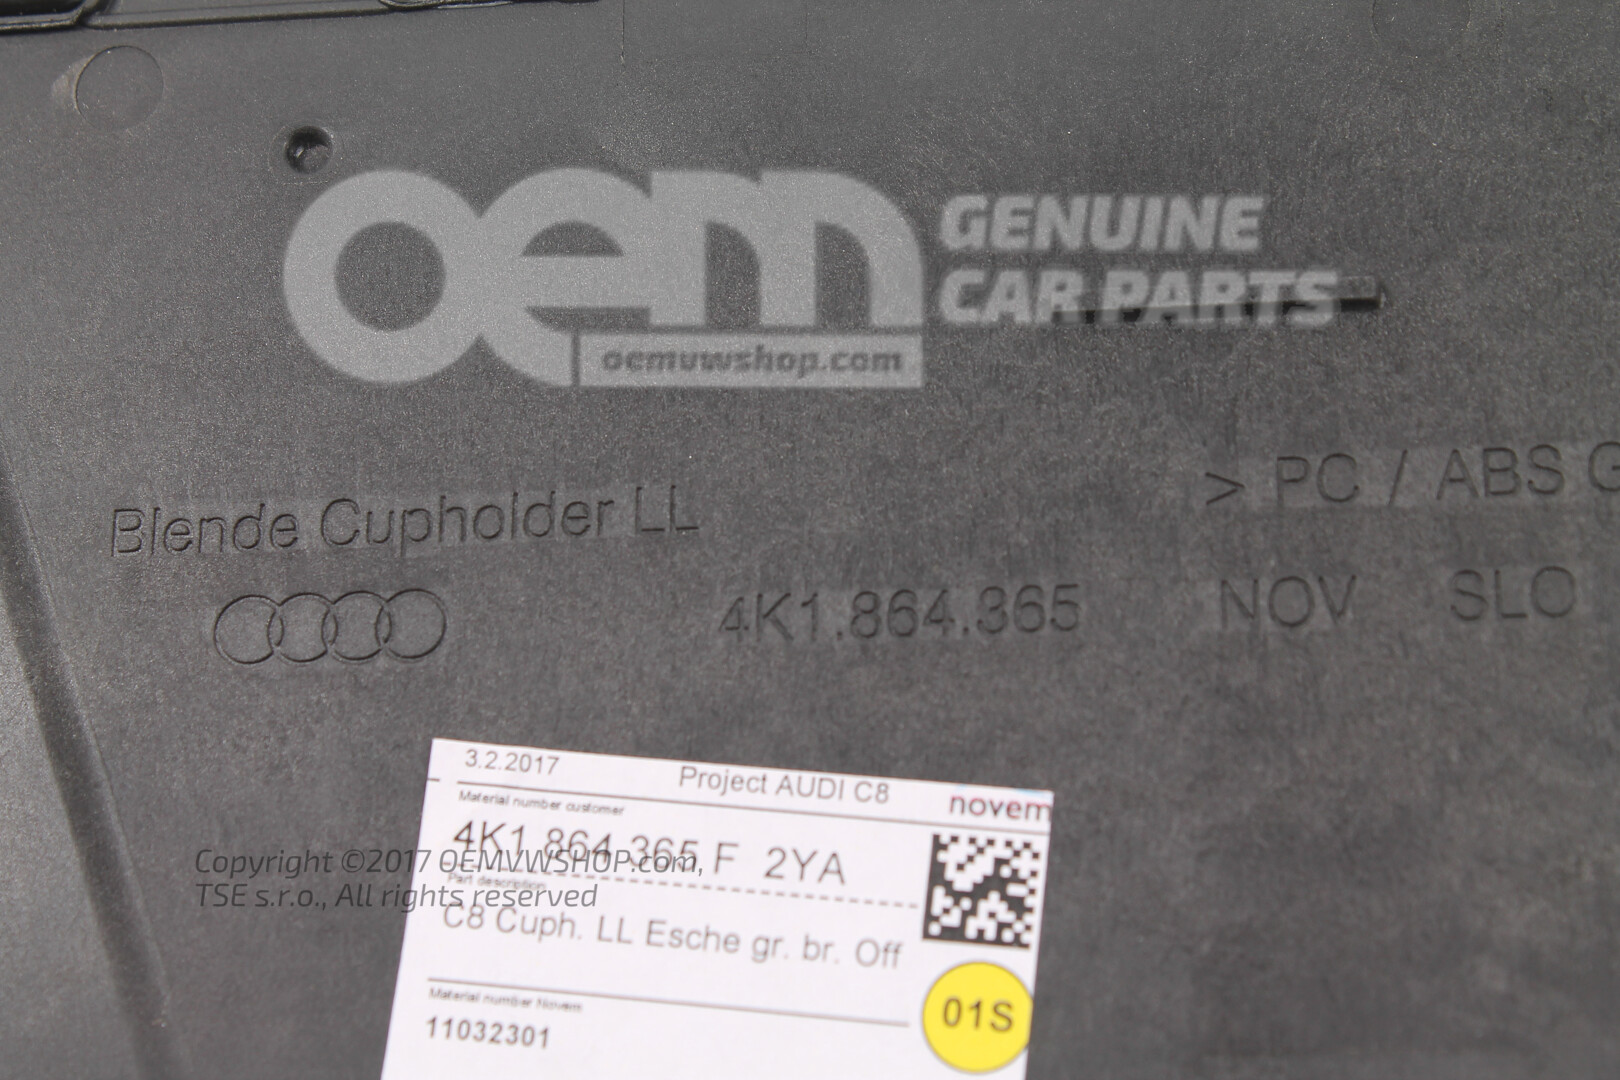 oem
GENUINE
CAR PARTS
oemvwshop.com
> PC / ABS G
Blende Cupholder LL
4K1.864.365 NOV SLO
3.2.2017 Project AUDI C8 novem
Material number customer
4K1.864.365 F 2YA
Copyright ©2017 OEMVWSHOP.com,
Part description
TSE s.r.o., All rights reserved
C8 Cuph. LL Esche gr. br. Off
Material number Novem
11032301
01S